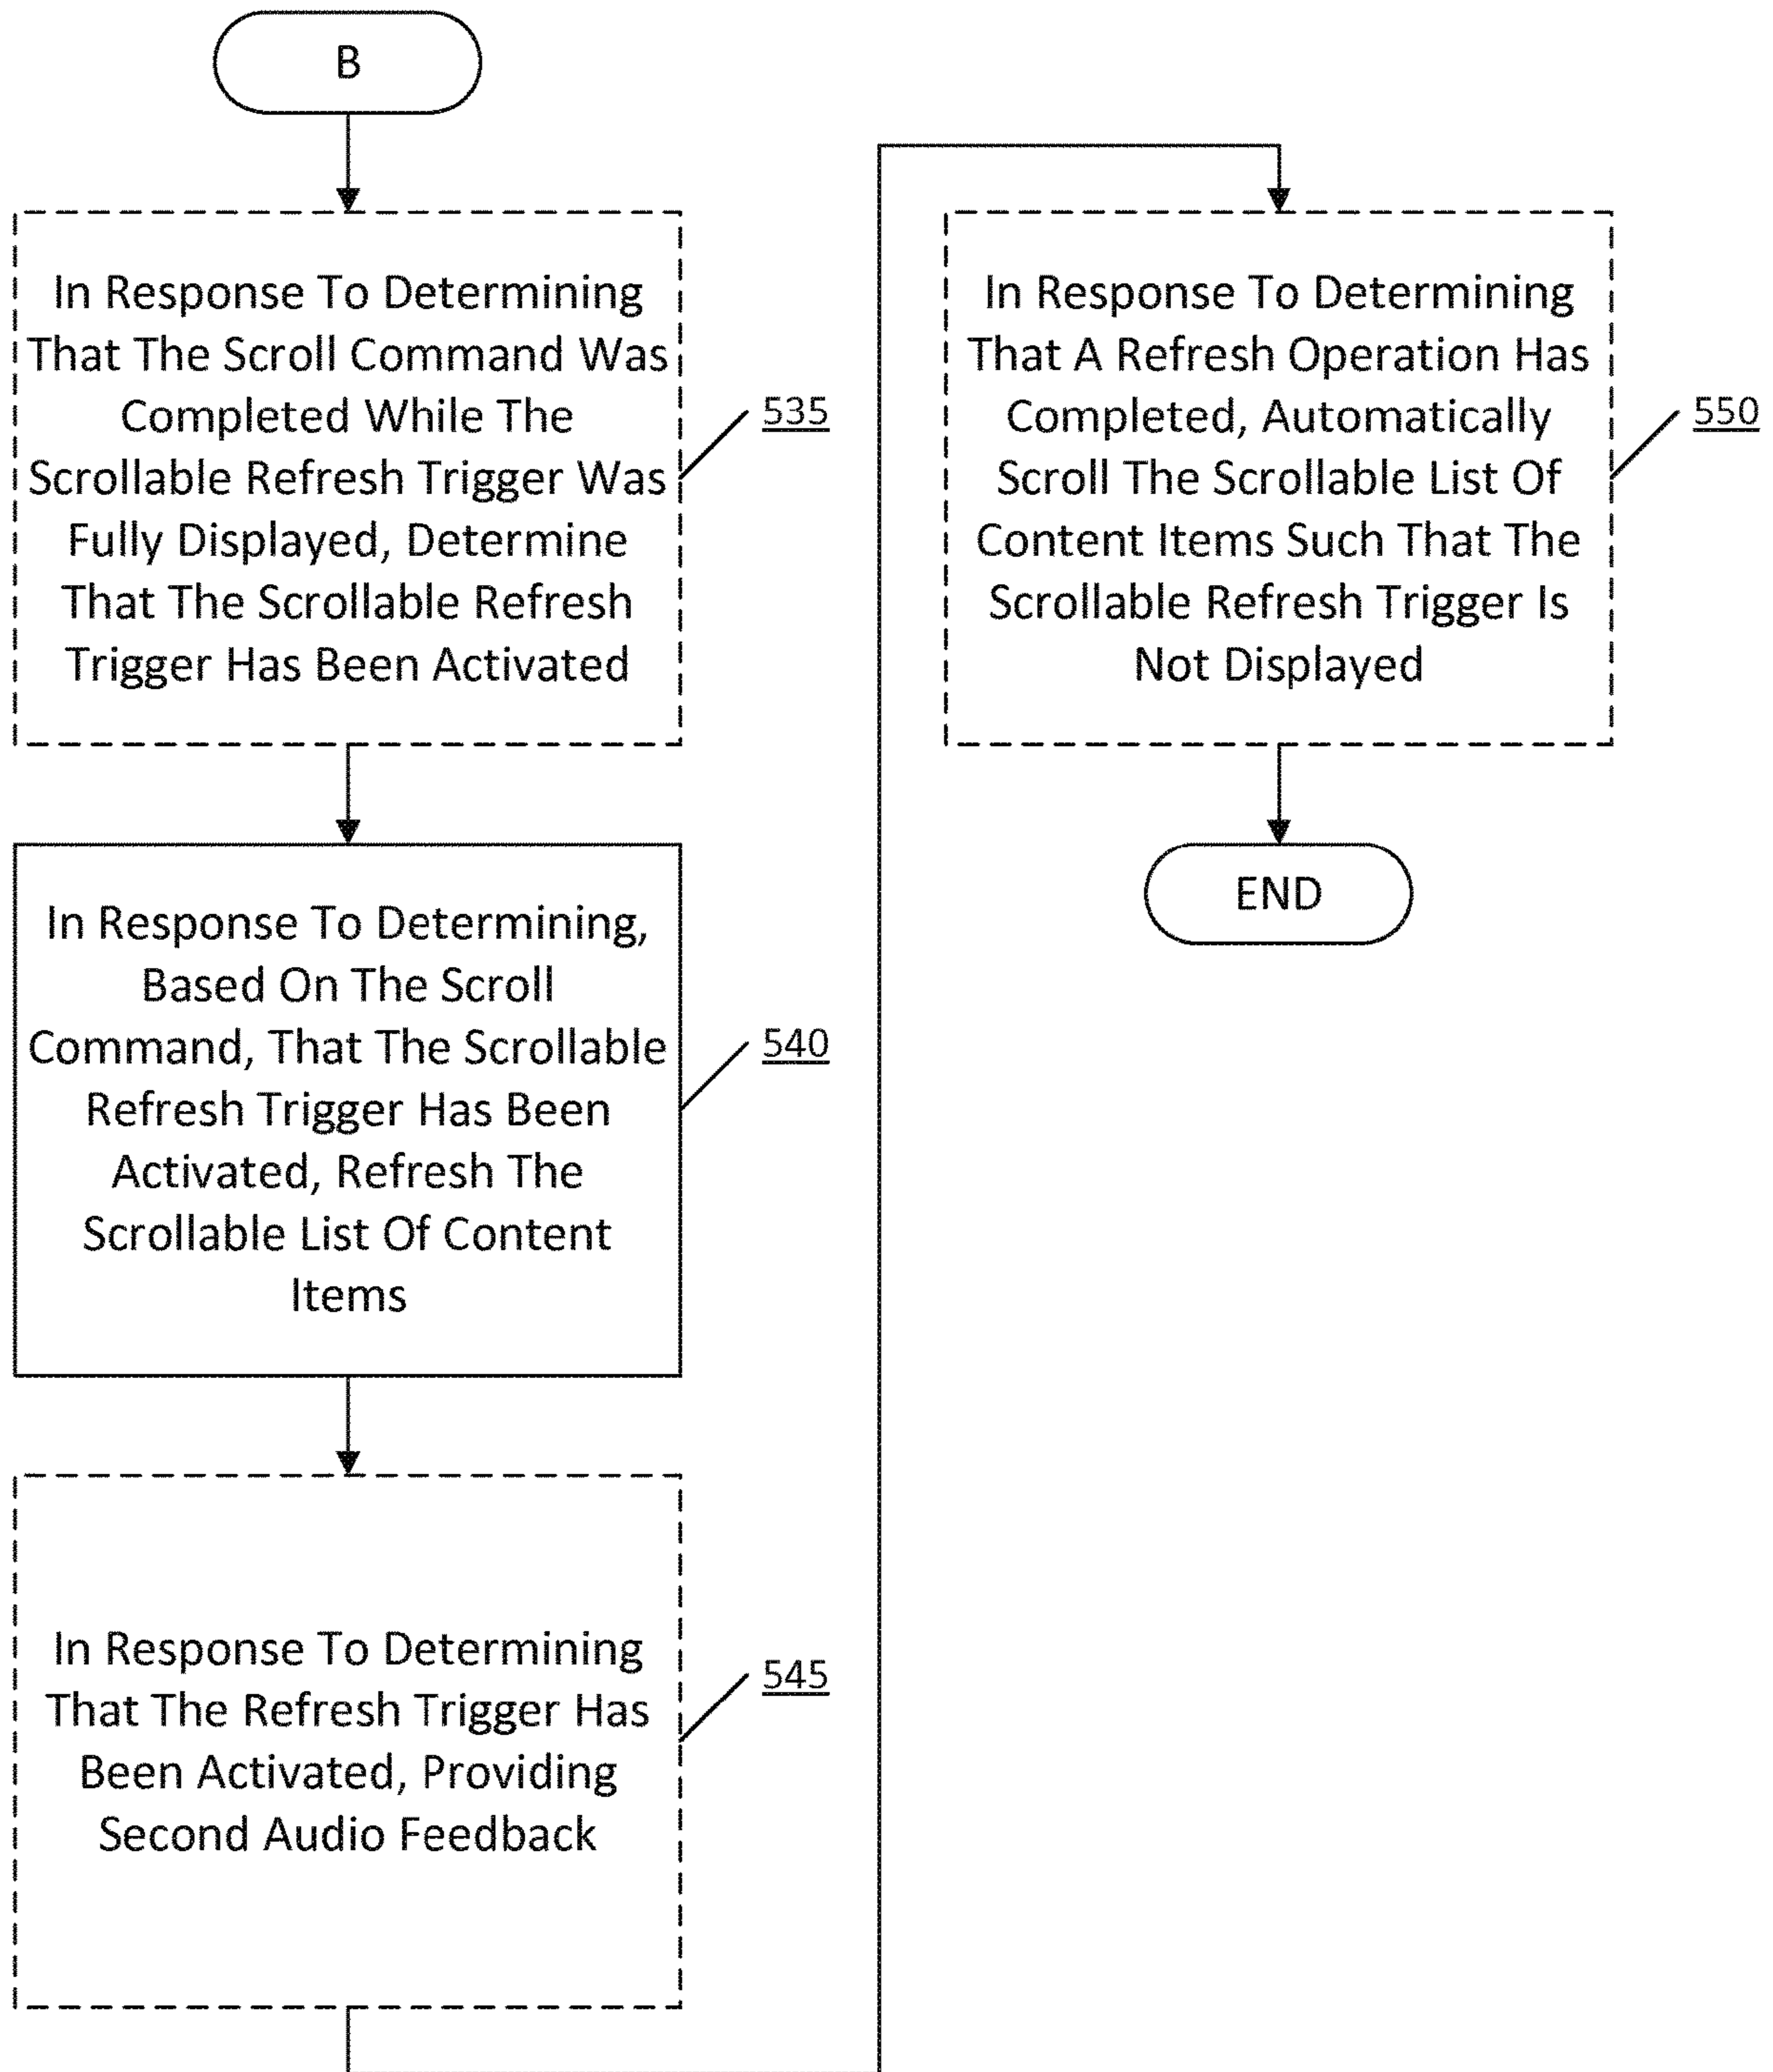 B
In Response To Determining
That The Scroll Command Was
Completed While The
Scrollable Refresh Trigger Was
Fully Displayed, Determine
That The Scrollable Refresh
Trigger Has Been Activated
535
In Response To Determining,
Based On The Scroll
Command, That The Scrollable
Refresh Trigger Has Been
Activated, Refresh The
Scrollable List Of Content
Items
540
In Response To Determining
That The Refresh Trigger Has
Been Activated, Providing
Second Audio Feedback
545
In Response To Determining
That A Refresh Operation Has
Completed, Automatically
Scroll The Scrollable List Of
Content Items Such That The
Scrollable Refresh Trigger Is
Not Displayed
550
END